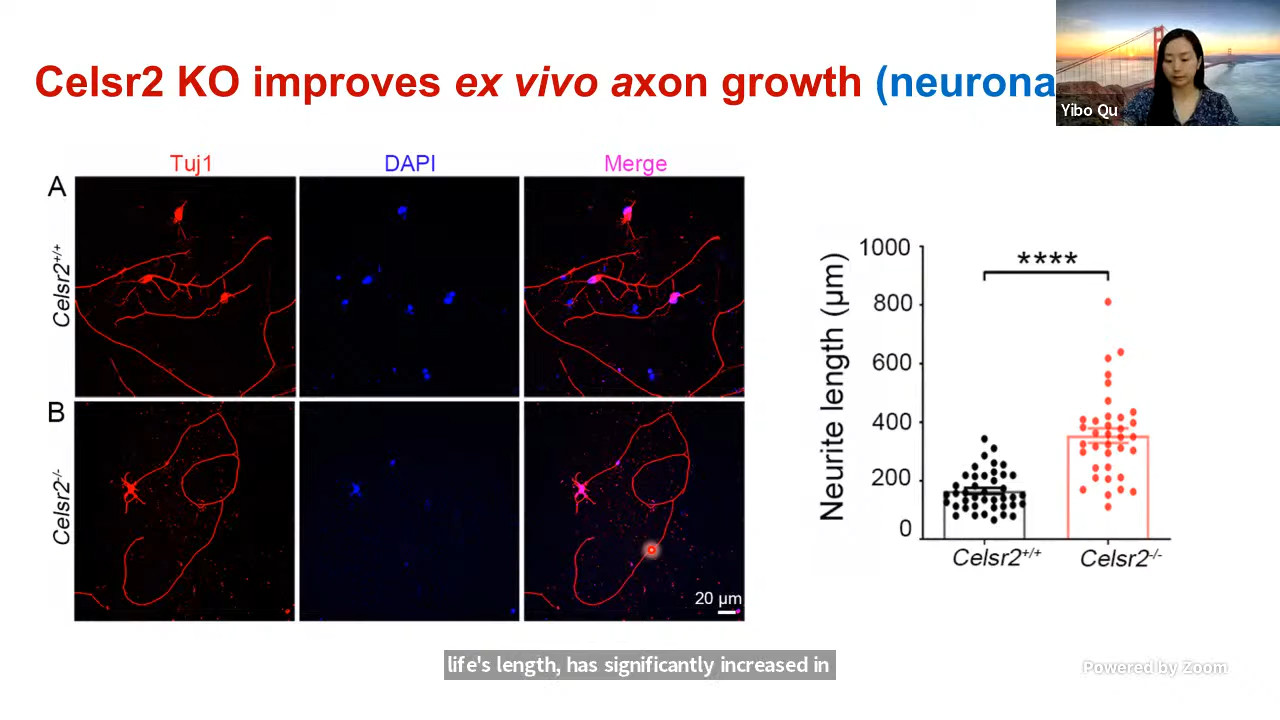 Celsr2 KO improves ex vivo axon growth (neurona
Yibo Qu
Tuj1 DAPI Merge
A
Celsr2+/+
B
Celsr2-/-
20 µm
Neurite length (µm)
1000
800
600
400
200
0
****
Celsr2+/+ Celsr2-/-
life's length, has significantly increased in
Powered by Zoom